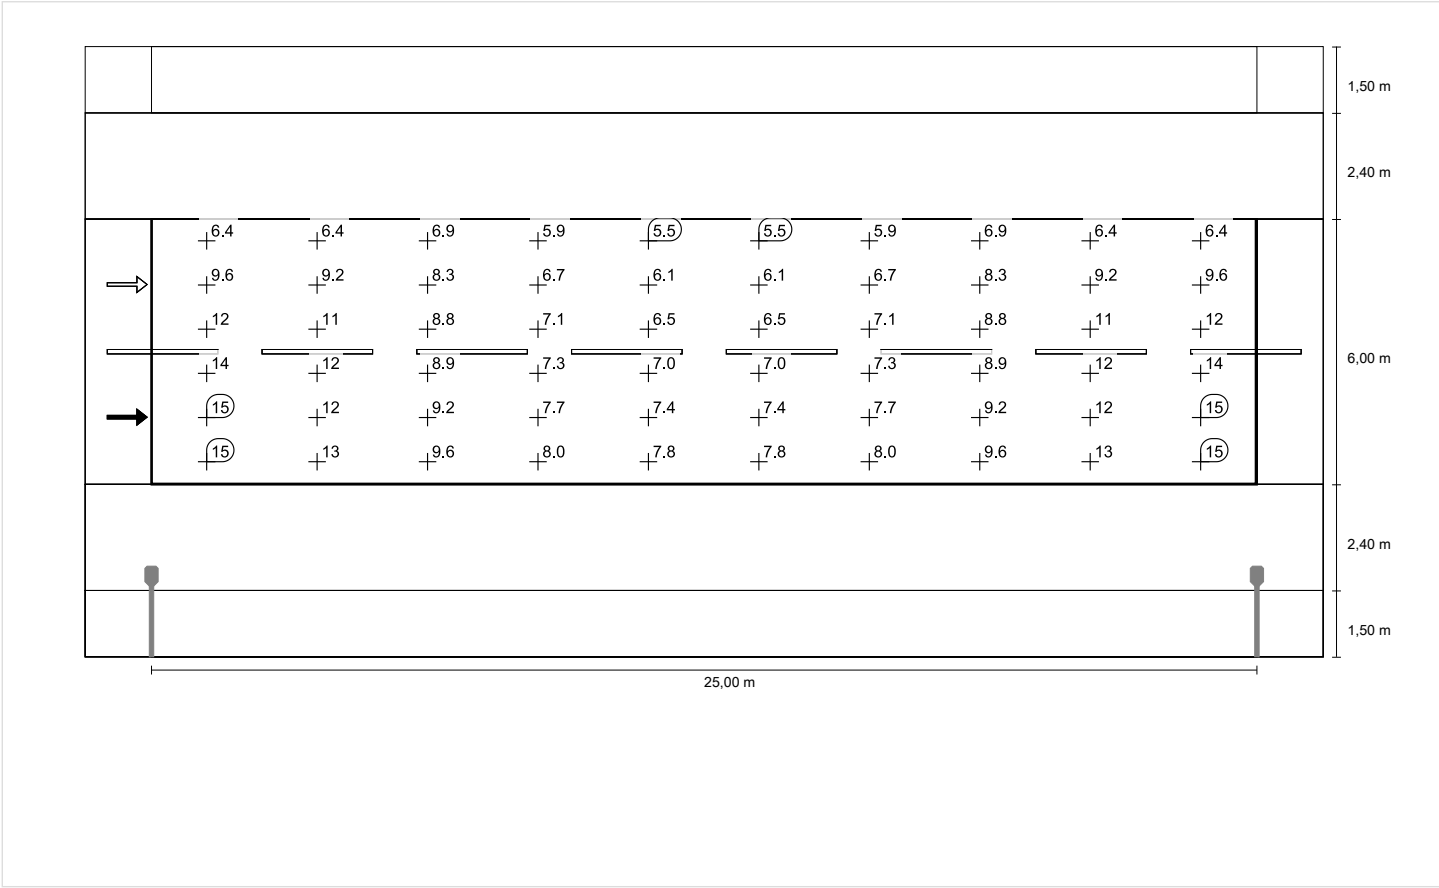 1,50 m
2,40 m
6.4 6.4 6.9 5.9 5.5 5.5 5.9 6.9 6.4 6.4
9.6 9.2 8.3 6.7 6.1 6.1 6.7 8.3 9.2 9.6
12 11 8.8 7.1 6.5 6.5 7.1 8.8 11 12
6,00 m
14 12 8.9 7.3 7.0 7.0 7.3 8.9 12 14
15 12 9.2 7.7 7.4 7.4 7.7 9.2 12 15
15 13 9.6 8.0 7.8 7.8 8.0 9.6 13 15
2,40 m
1,50 m
25,00 m